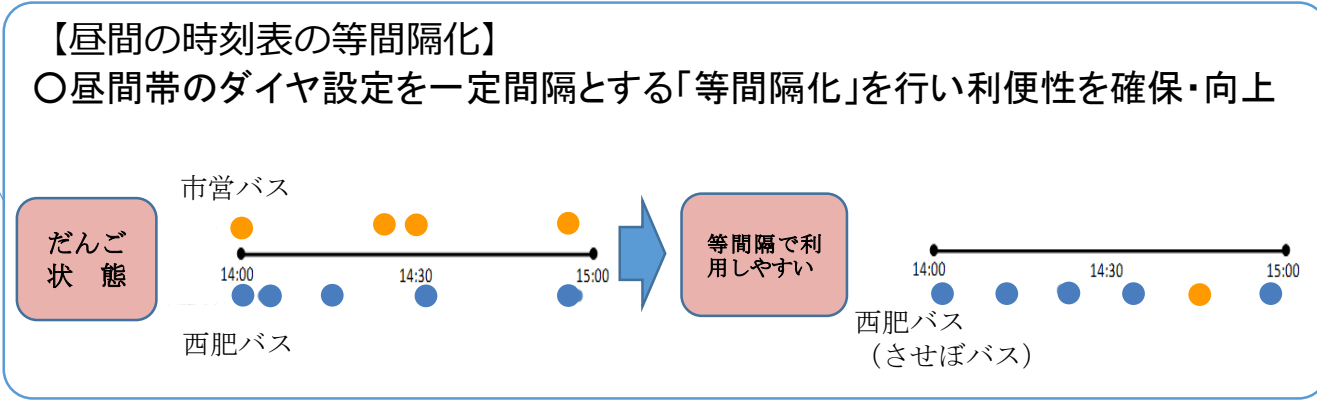 【昼間の時刻表の等間隔化】
〇昼間帯のダイヤ設定を一定間隔とする「等間隔化」を行い利便性を確保・向上
市営バス
だんご
状　態
14:00
14:30
15:00
西肥バス
等間隔で利
用しやすい
14:00
14:30
15:00
西肥バス
（させぼバス）